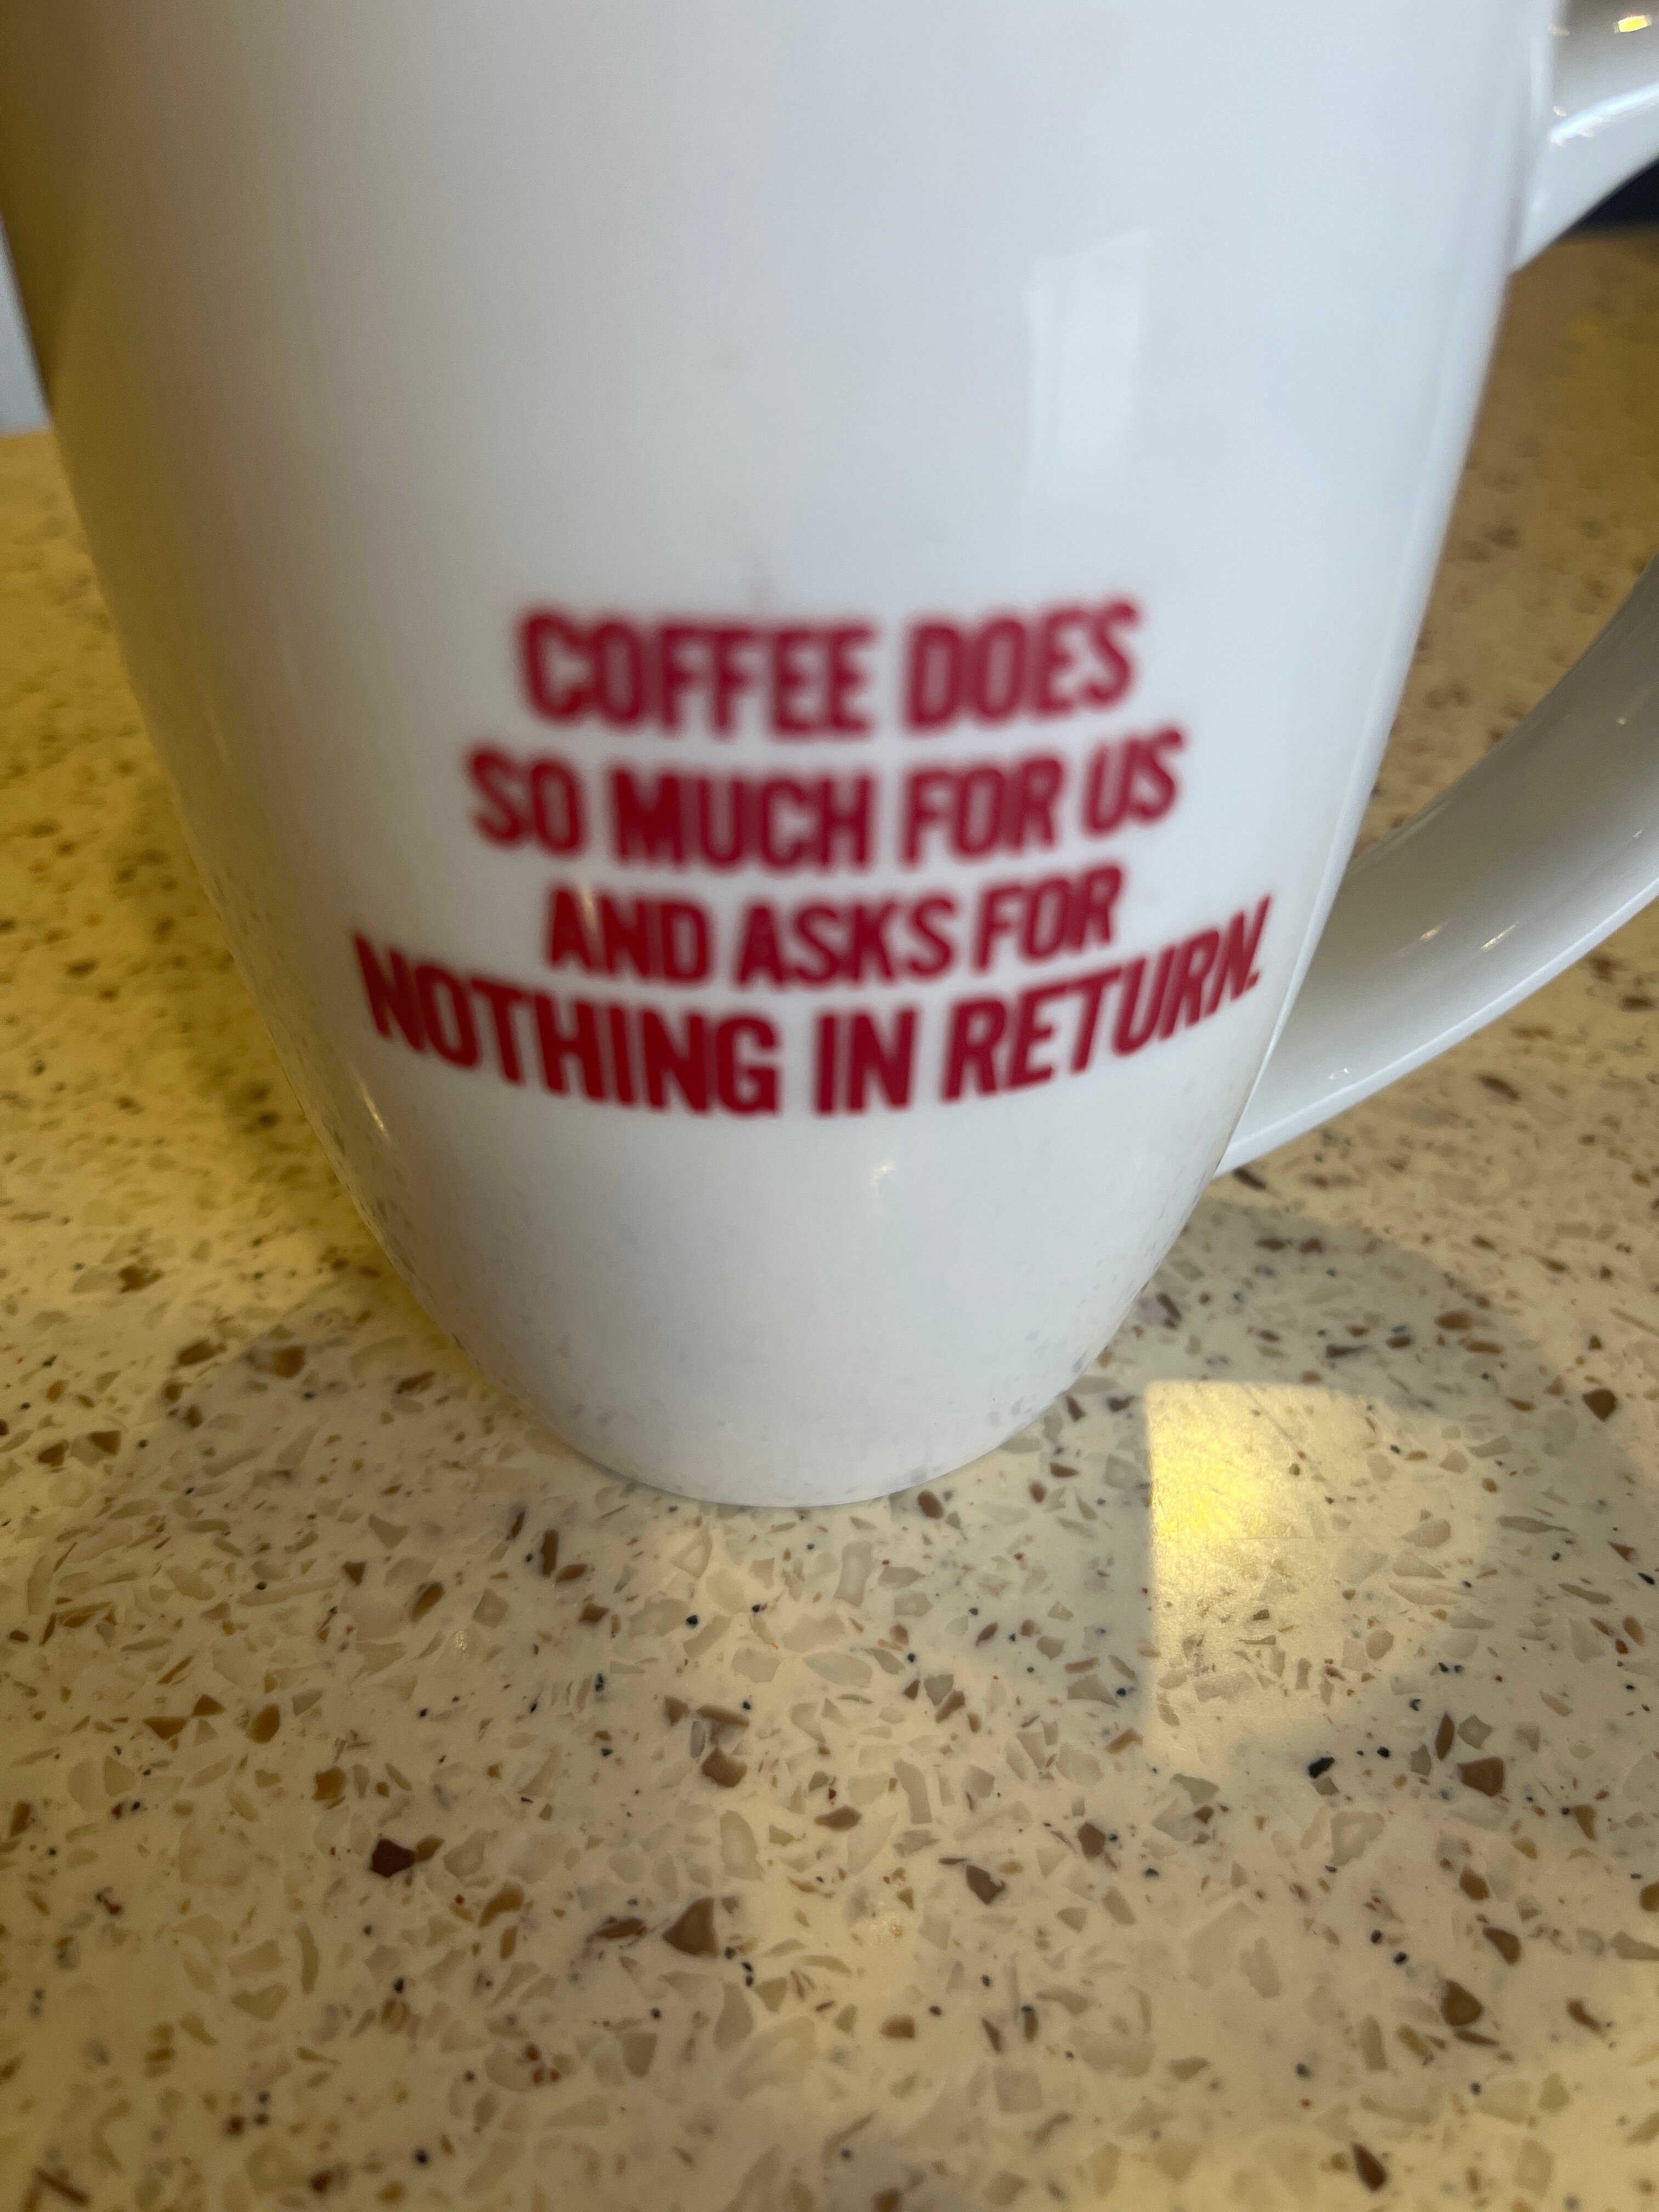 COFFEE DOES
SO MUCH FOR US
AND ASKS FOR
NOTHING IN RETURN.